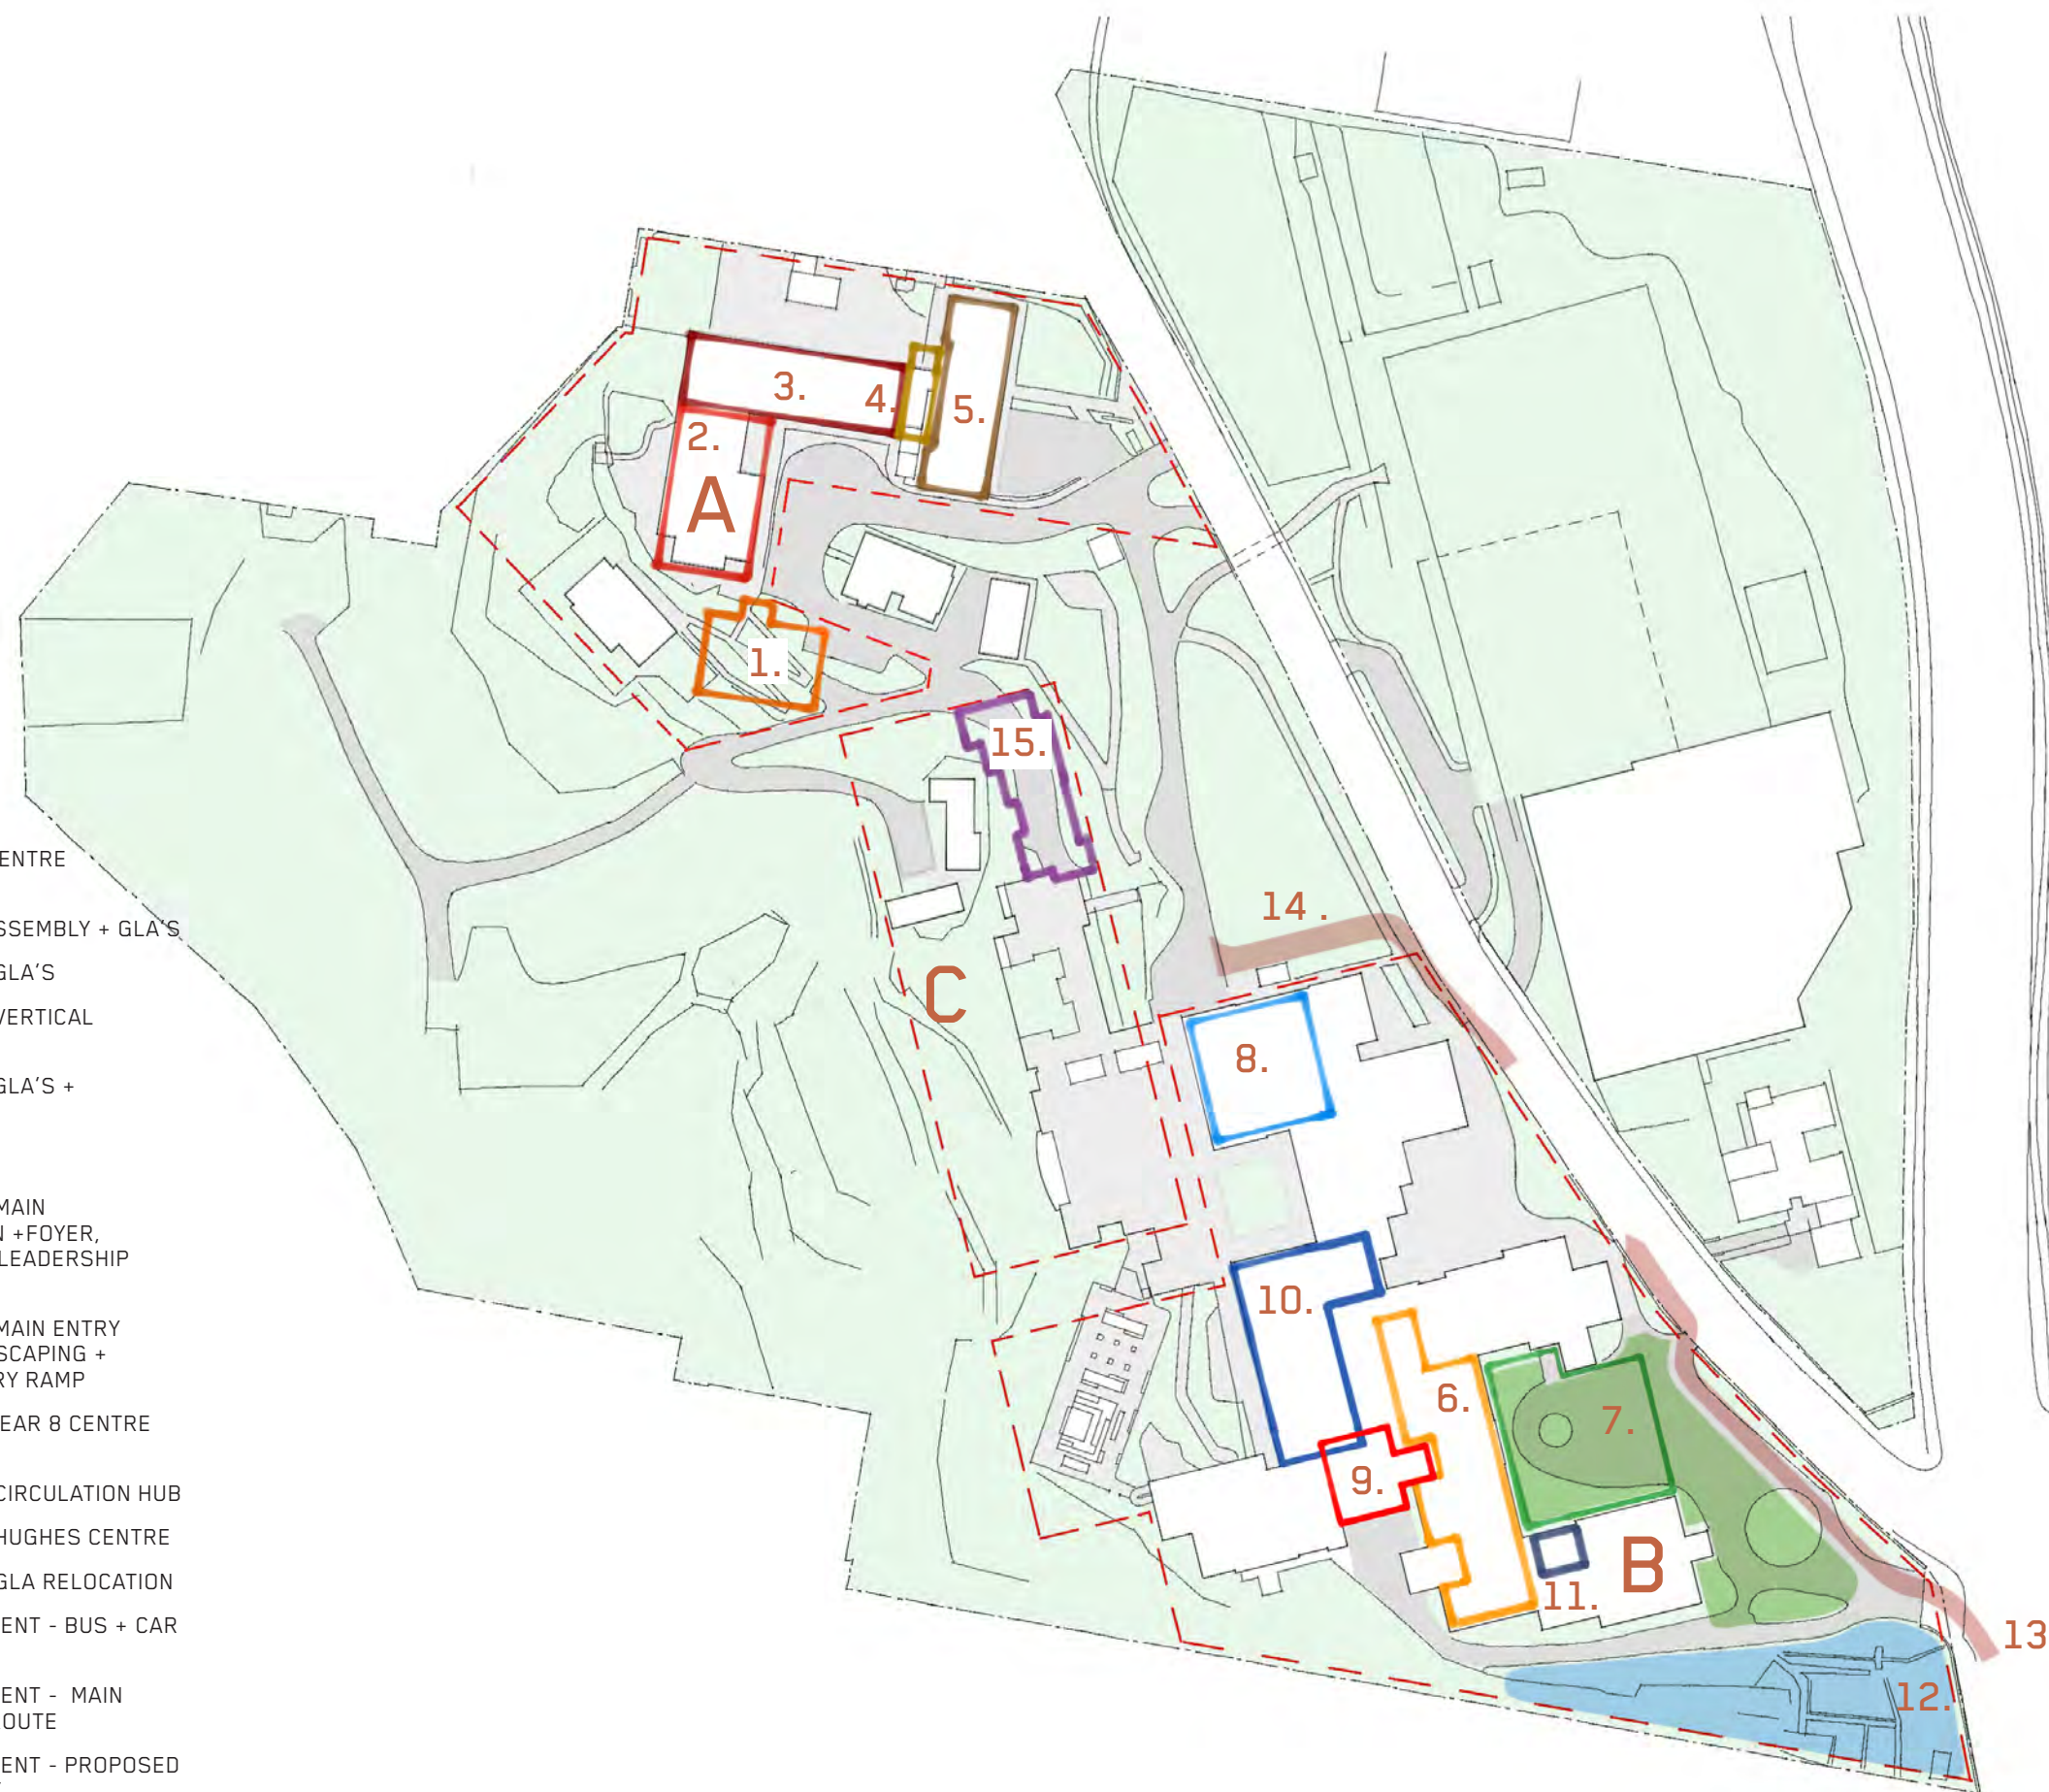 3.
4.
5.
2.
A
1.
15.
14 .
C
8.
10.
6.
7.
9.
B
11.
13
12.
ENTRE
SSEMBLY + GLA'S
GLA'S
VERTICAL
GLA'S +
MAIN
N +FOYER,
LEADERSHIP
MAIN ENTRY
SCAPING +
RY RAMP
EAR 8 CENTRE
CIRCULATION HUB
HUGHES CENTRE
GLA RELOCATION
ENT - BUS + CAR
ENT - MAIN
OUTE
ENT - PROPOSED